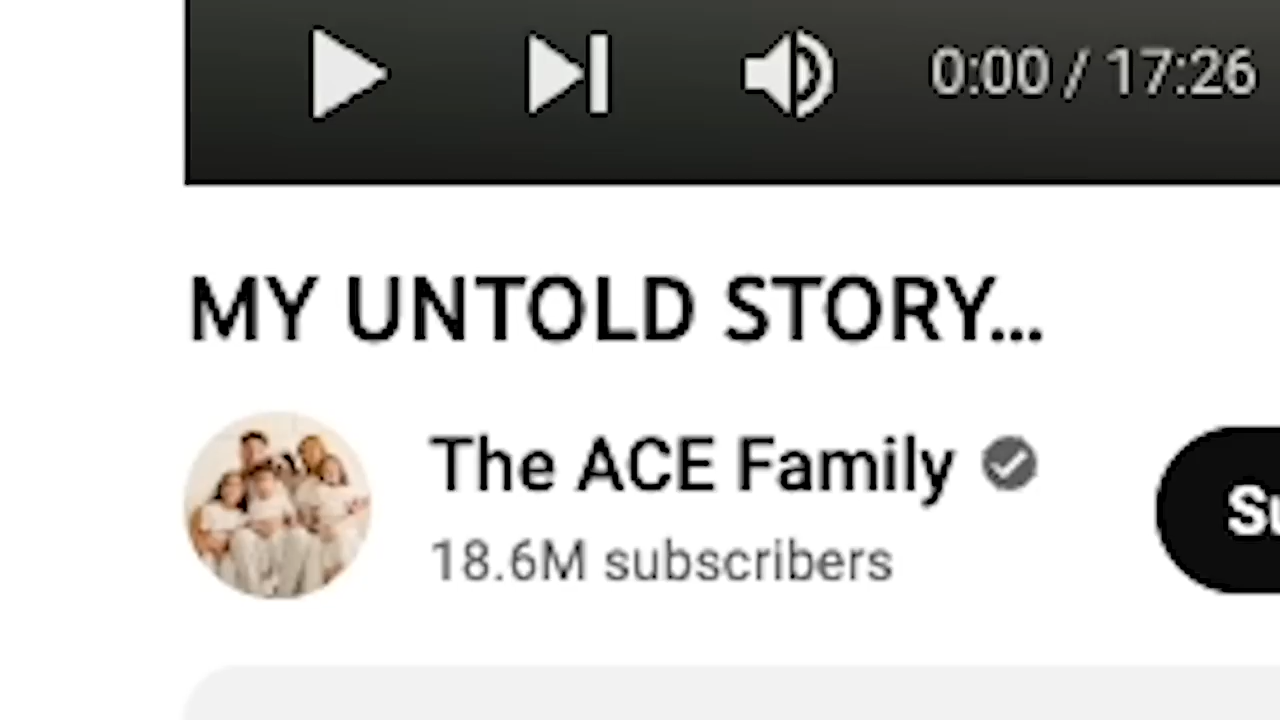 0:00 / 17:26
MY UNTOLD STORY...
The ACE Family
18.6M subscribers